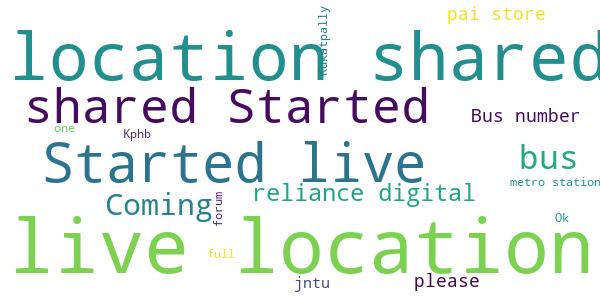 pai store
location shared
Kukatpally
shared Started
Bus number
one
Kphb
Started live
bus
metro station
reliance digital
Coming
forum
Ok
live location
full
jntu
please